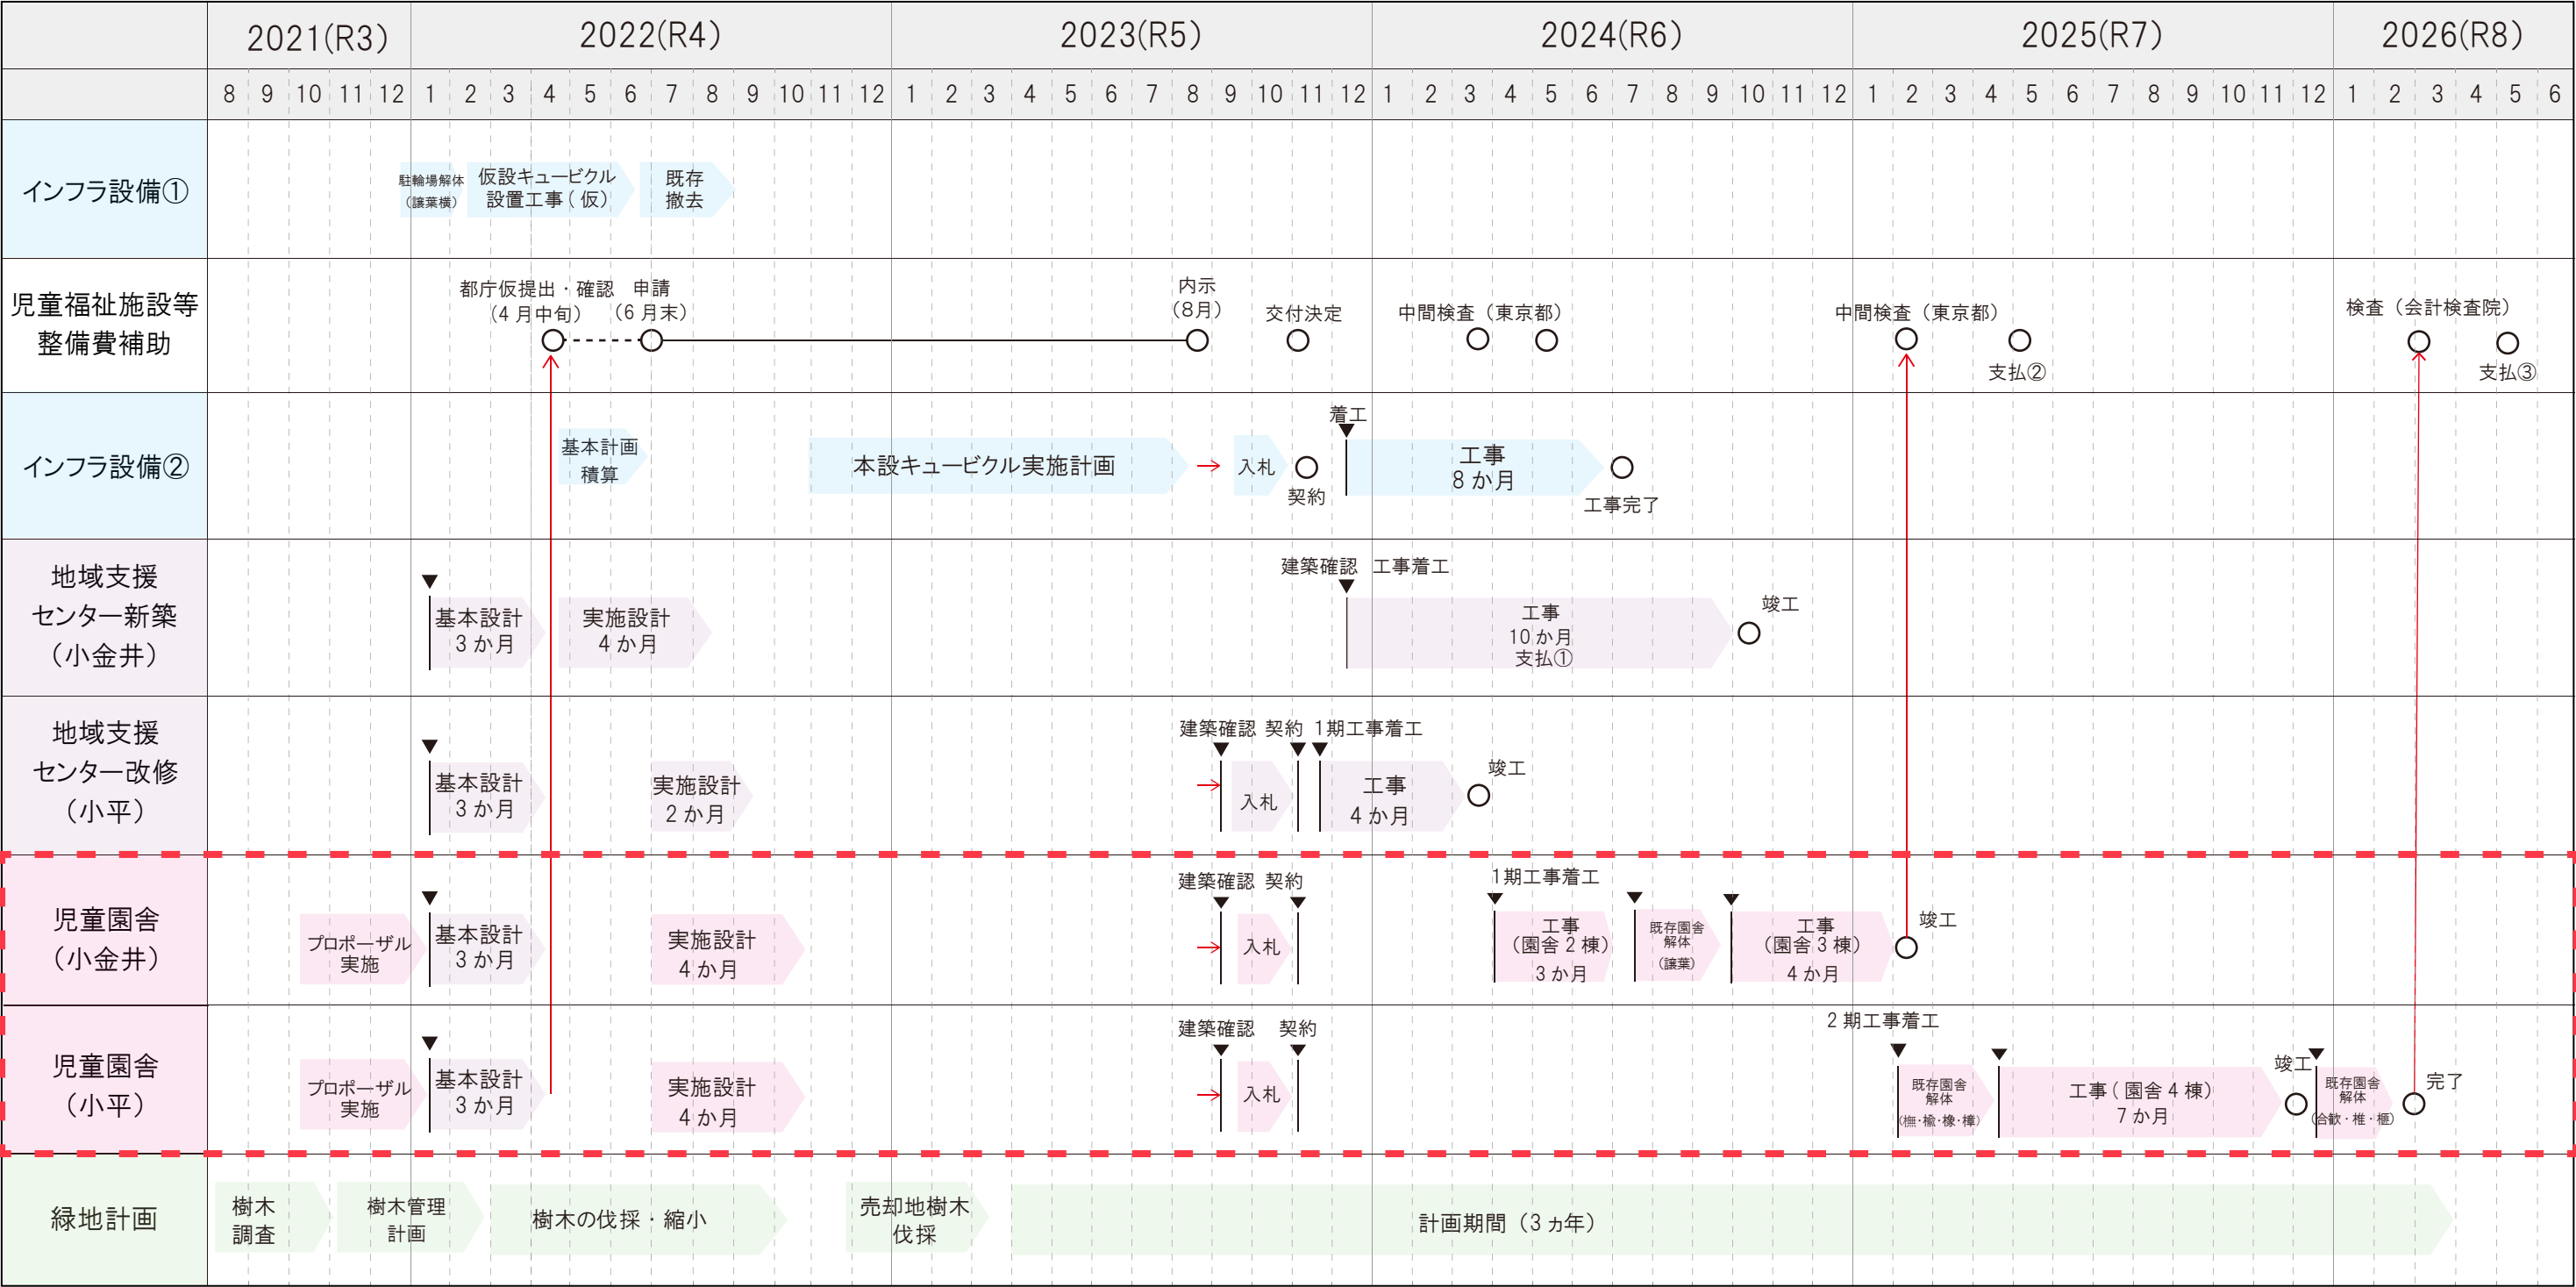 2021(R3)
2022(R4)
2023(R5)
2024(R6)
2025(R7)
2026(R8)
8 9 10 11 12 1 2 3 4 5 6 7 8 9 10 11 12 1 2 3 4 5 6 7 8 9 10 11 12 1 2 3 4 5 6 7 8 9 10 11 12 1 2 3 4 5 6 7 8 9 10 11 12 1 2 3 4 5 6
インフラ設備①
駐輪場解体
（譲葉横）
仮設キュービクル
設置工事(仮)
既存
撤去
児童福祉施設等
整備費補助
都庁仮提出・確認
（4月中旬）
申請
（6月末）
内示
（8月）
交付決定
中間検査（東京都）
中間検査（東京都）
支払②
検査（会計検査院）
支払③
インフラ設備②
基本計画
積算
本設キュービクル実施計画
→
入札
契約
着工
工事
8か月
工事完了
地域支援
センター新築
（小金井）
基本設計
3か月
実施設計
4か月
建築確認 工事着工
工事
10か月
支払①
竣工
地域支援
センター改修
（小平）
基本設計
3か月
実施設計
2か月
→
建築確認 契約 1期工事着工
入札
工事
4か月
竣工
児童園舎
（小金井）
プロポーザル
実施
基本設計
3か月
実施設計
4か月
→
建築確認 契約
入札
1期工事着工
工事
（園舎2棟）
3か月
既存園舎
解体
（譲葉）
工事
（園舎3棟）
4か月
竣工
児童園舎
（小平）
プロポーザル
実施
基本設計
3か月
実施設計
4か月
→
建築確認 契約
入札
2期工事着工
既存園舎
解体
（橅・楡・橡・樟）
工事(園舎4棟)
7か月
竣工
既存園舎
解体
完了
緑地計画
樹木
調査
樹木管理
計画
樹木の伐採・縮小
売却地樹木
伐採
計画期間（3ヵ年）